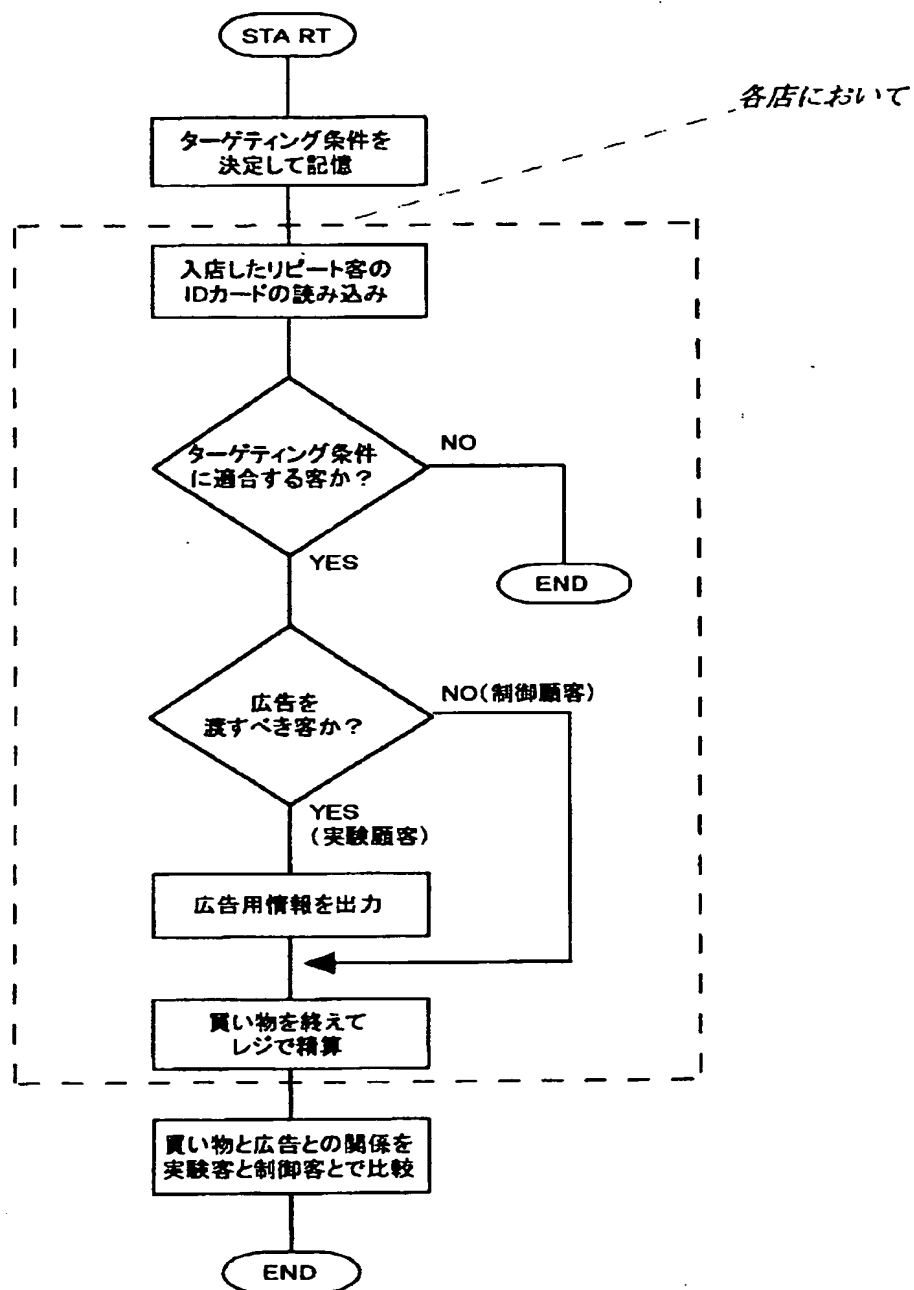 STA RT
各店において
ターゲティング条件を
決定して記憶
入店したリピート客の
IDカードの読み込み
ターゲティング条件
に適合する客か？
NO
YES
END
広告を
渡すべき客か？
NO(制御顧客)
YES
(実験顧客)
広告用情報を出力
買い物を終えて
レジで精算
買い物と広告との関係を
実験客と制御客とで比較
END